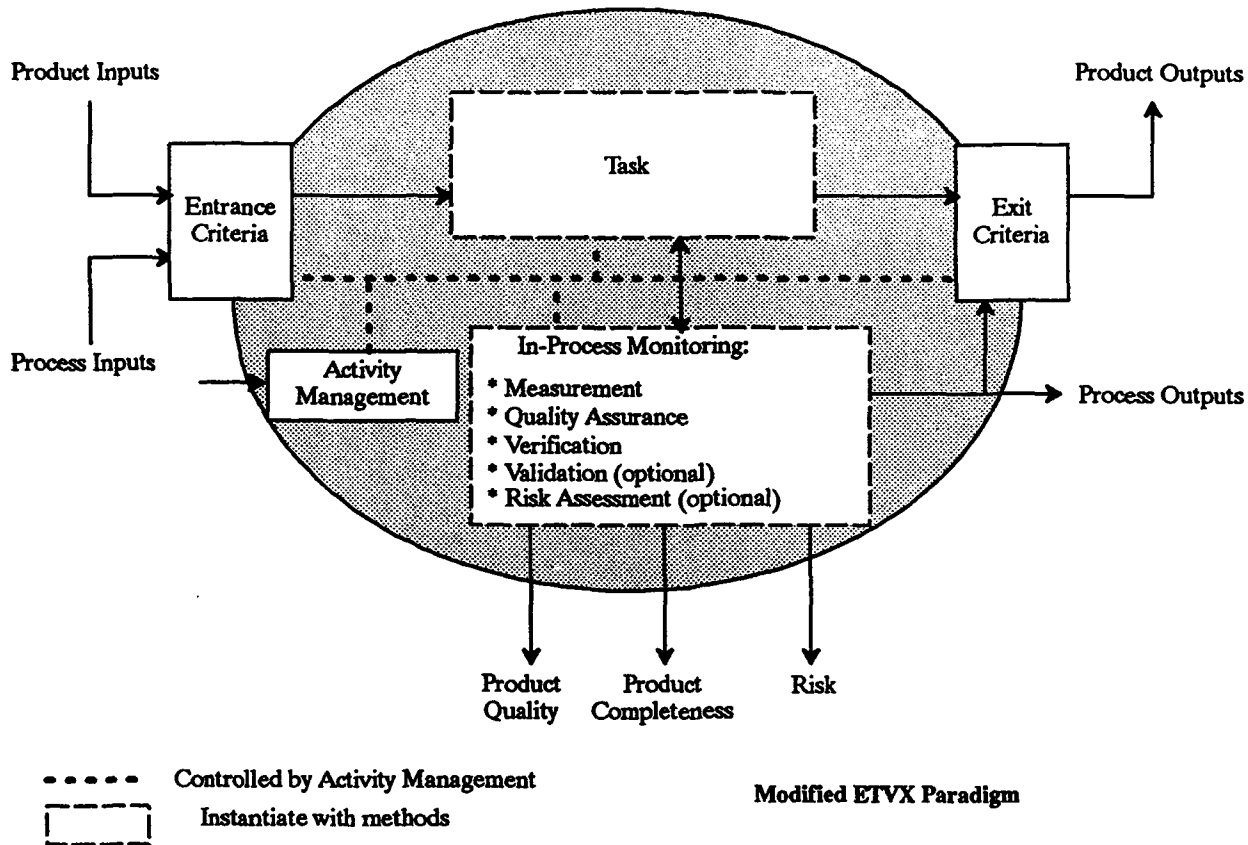 Product Inputs
Product Outputs
Task
Entrance
Criteria
Exit
Criteria
Process Inputs
Activity
Management
In-Process Monitoring:
* Measurement
* Quality Assurance
* Verification
* Validation (optional)
* Risk Assessment (optional)
Process Outputs
Product
Quality
Product
Completeness
Risk
Controlled by Activity Management
Instantiate with methods
Modified ETVX Paradigm